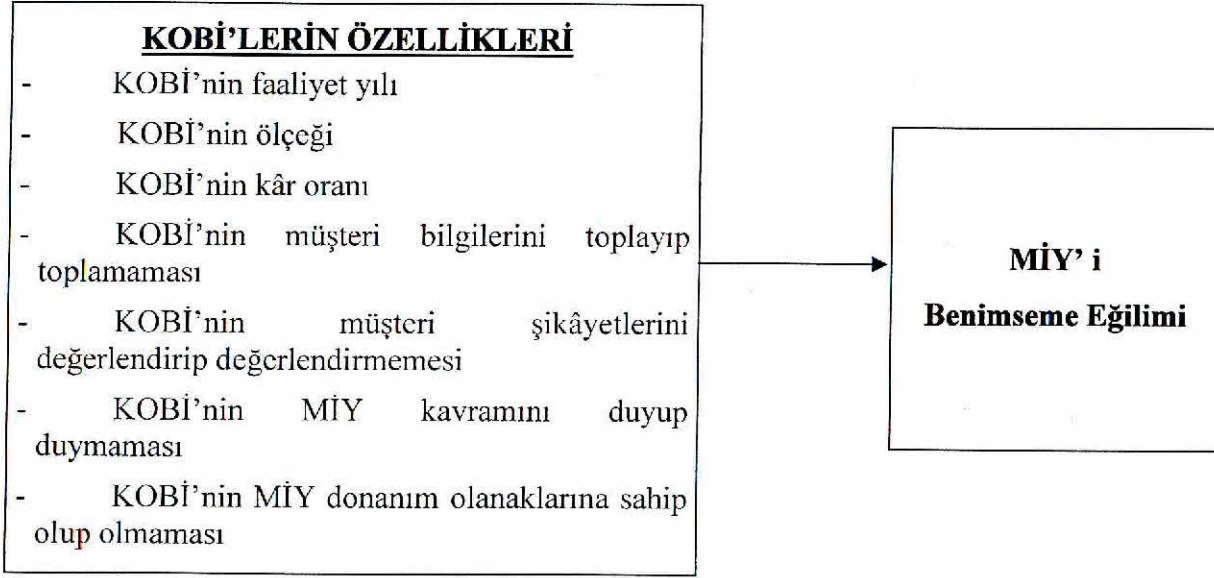 KOBİ’LERİN ÖZELLİKLERİ
- KOBİ’nin faaliyet yılı
- KOBİ’nin ölçeği
- KOBİ’nin kâr oranı
- KOBİ’nin müşteri bilgilerini toplayıp
toplamaması
- KOBİ’nin müşteri şikâyetlerini
değerlendirip değerlendirmemesi
- KOBİ’nin MİY kavramını duyup
duymaması
- KOBİ’nin MİY donanım olanaklarına sahip
olup olmaması
MİY’ i
Benimseme Eğilimi